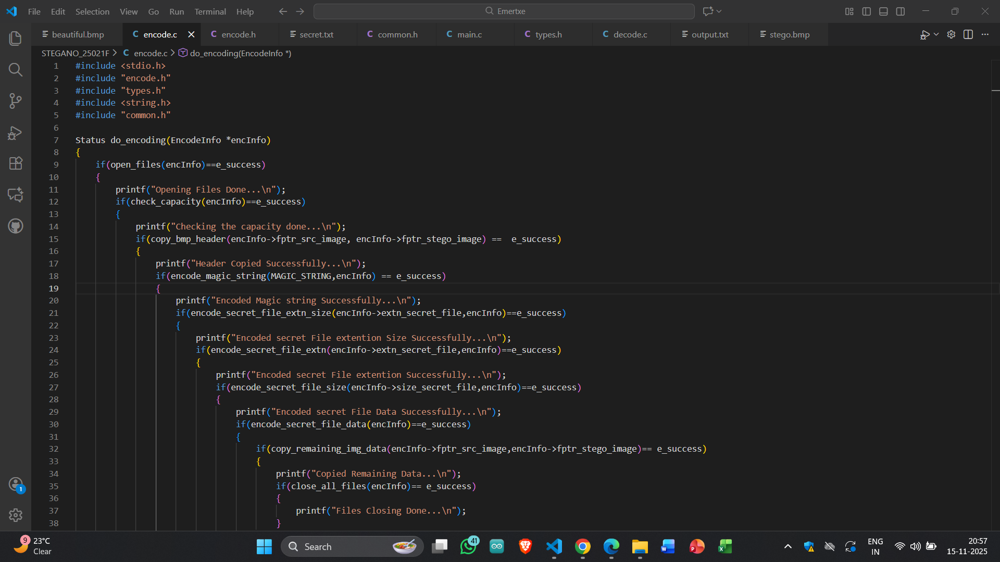 File Edit Selection View Go Run Terminal Help Emertxe
beautiful.bmp encode.c encode.h secret.txt common.h main.c types.h decode.c output.txt stego.bmp
STEGANO_25021F > C encode.c > do_encoding(EncodeInfo *)
1 #include <stdio.h>
2 #include "encode.h"
3 #include "types.h"
4 #include <string.h>
5 #include "common.h"
6
7 Status do_encoding(EncodeInfo *encInfo)
8 {
9 if(open_files(encInfo)==e_success)
10 {
11 printf("Opening Files Done...\n");
12 if(check_capacity(encInfo)==e_success)
13 {
14 printf("Checking the capacity done...\n");
15 if(copy_bmp_header(encInfo->fptr_src_image, encInfo->fptr_stego_image) ==  e_success)
16 {
17 printf("Header Copied Successfully...\n");
18 if(encode_magic_string(MAGIC_STRING,encInfo) == e_success)
19 {
20 printf("Encoded Magic string Successfully...\n");
21 if(encode_secret_file_extn_size(encInfo->extn_secret_file,encInfo)==e_success)
22 {
23 printf("Encoded secret File extention Size Successfully...\n");
24 if(encode_secret_file_extn(encInfo->extn_secret_file,encInfo)==e_success)
25 {
26 printf("Encoded secret File extention Successfully...\n");
27 if(encode_secret_file_size(encInfo->size_secret_file,encInfo)==e_success)
28 {
29 printf("Encoded secret File Data Successfully...\n");
30 if(encode_secret_file_data(encInfo)==e_success)
31 {
32 if(copy_remaining_img_data(encInfo->fptr_src_image,encInfo->fptr_stego_image)== e_success)
33 {
34 printf("Copied Remaining Data...\n");
35 if(close_all_files(encInfo)== e_success)
36 {
37 printf("Files Closing Done...\n");
38 }
1
9 23°C
Clear
Search
41
ENG
IN
20:57
15-11-2025